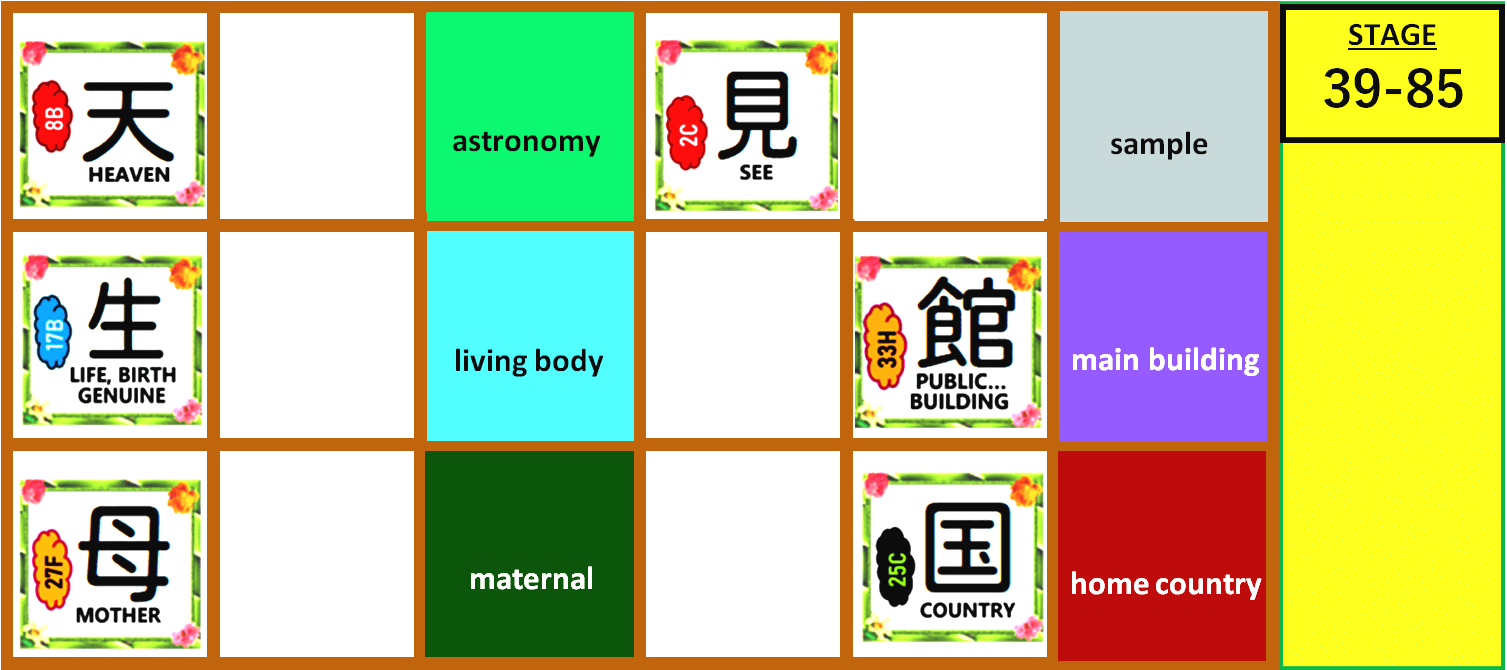 8B
天
HEAVEN
astronomy
2C
見
SEE
sample
STAGE
39-85
17B
生
LIFE, BIRTH
GENUINE
living body
33H
館
PUBLIC...
BUILDING
main building
27F
母
MOTHER
maternal
25C
国
COUNTRY
home country